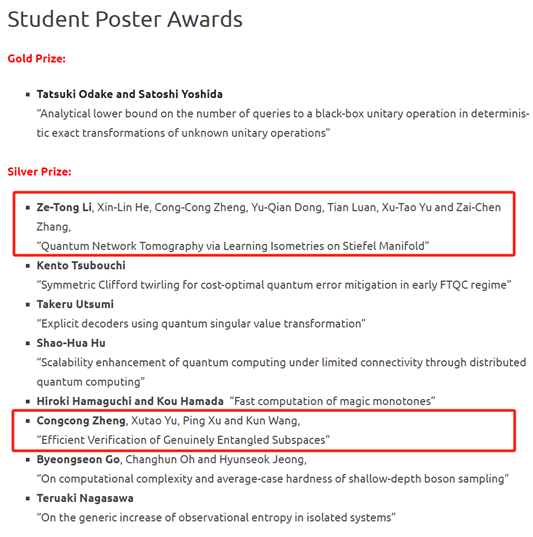 Student Poster Awards
Gold Prize:
Tatsuki Odake and Satoshi Yoshida
“Analytical lower bound on the number of queries to a black-box unitary operation in determinis-
tic exact transformations of unknown unitary operations”
Silver Prize:
Ze-Tong Li, Xin-Lin He, Cong-Cong Zheng, Yu-Qian Dong, Tian Luan, Xu-Tao Yu and Zai-Chen
Zhang,
“Quantum Network Tomography via Learning Isometries on Stiefel Manifold”
Kento Tsubouchi
“Symmetric Clifford twirling for cost-optimal quantum error mitigation in early FTQC regime”
Takeru Utsumi
“Explicit decoders using quantum singular value transformation”
Shao-Hua Hu
“Scalability enhancement of quantum computing under limited connectivity through distributed
quantum computing”
Hiroki Hamaguchi and Kou Hamada “Fast computation of magic monotones”
Congcong Zheng, Xutao Yu, Ping Xu and Kun Wang,
“Efficient Verification of Genuinely Entangled Subspaces”
Byeongseon Go, Changhun Oh and Hyunseok Jeong,
“On computational complexity and average-case hardness of shallow-depth boson sampling”
Teruaki Nagasawa
“On the generic increase of observational entropy in isolated systems”